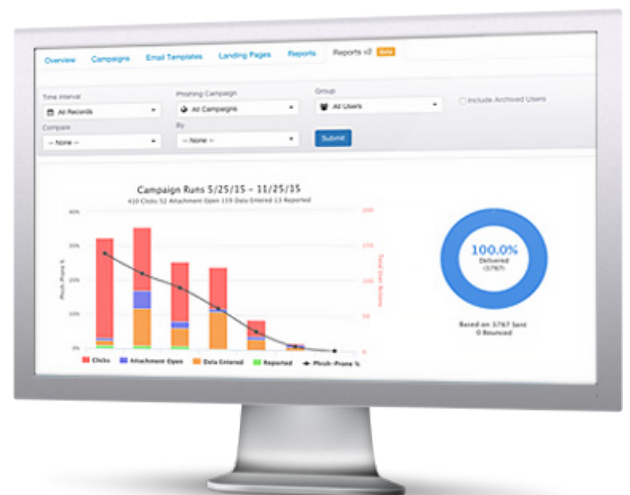 Overview Campaigns Email Templates Landing Pages Reports Reports v2 Beta
Time Interval Phishing Campaign Group
All Records All Campaigns All Users Include Archived Users
Compare By
-- None -- -- None -- Submit
Campaign Runs 5/25/15 - 11/25/15
410 Clicks 52 Attachment Open 159 Data Entered 13 Reported
40% 200
30% 150
20% 100
10% 50
0% 0
Phish-Prone %
Total User Actions
Clicks Attachment Open Data Entered Reported Phish-Prone %
100.0%
Delivered
(3767)
Based on 3767 Sent
0 Bounced